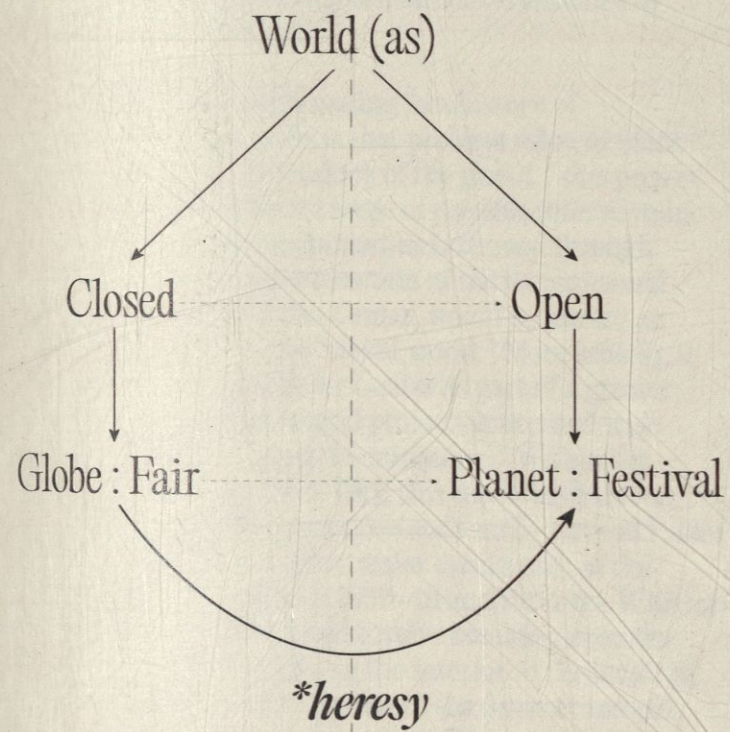 World (as)
Closed
Open
Globe : Fair
Planet : Festival
*heresy